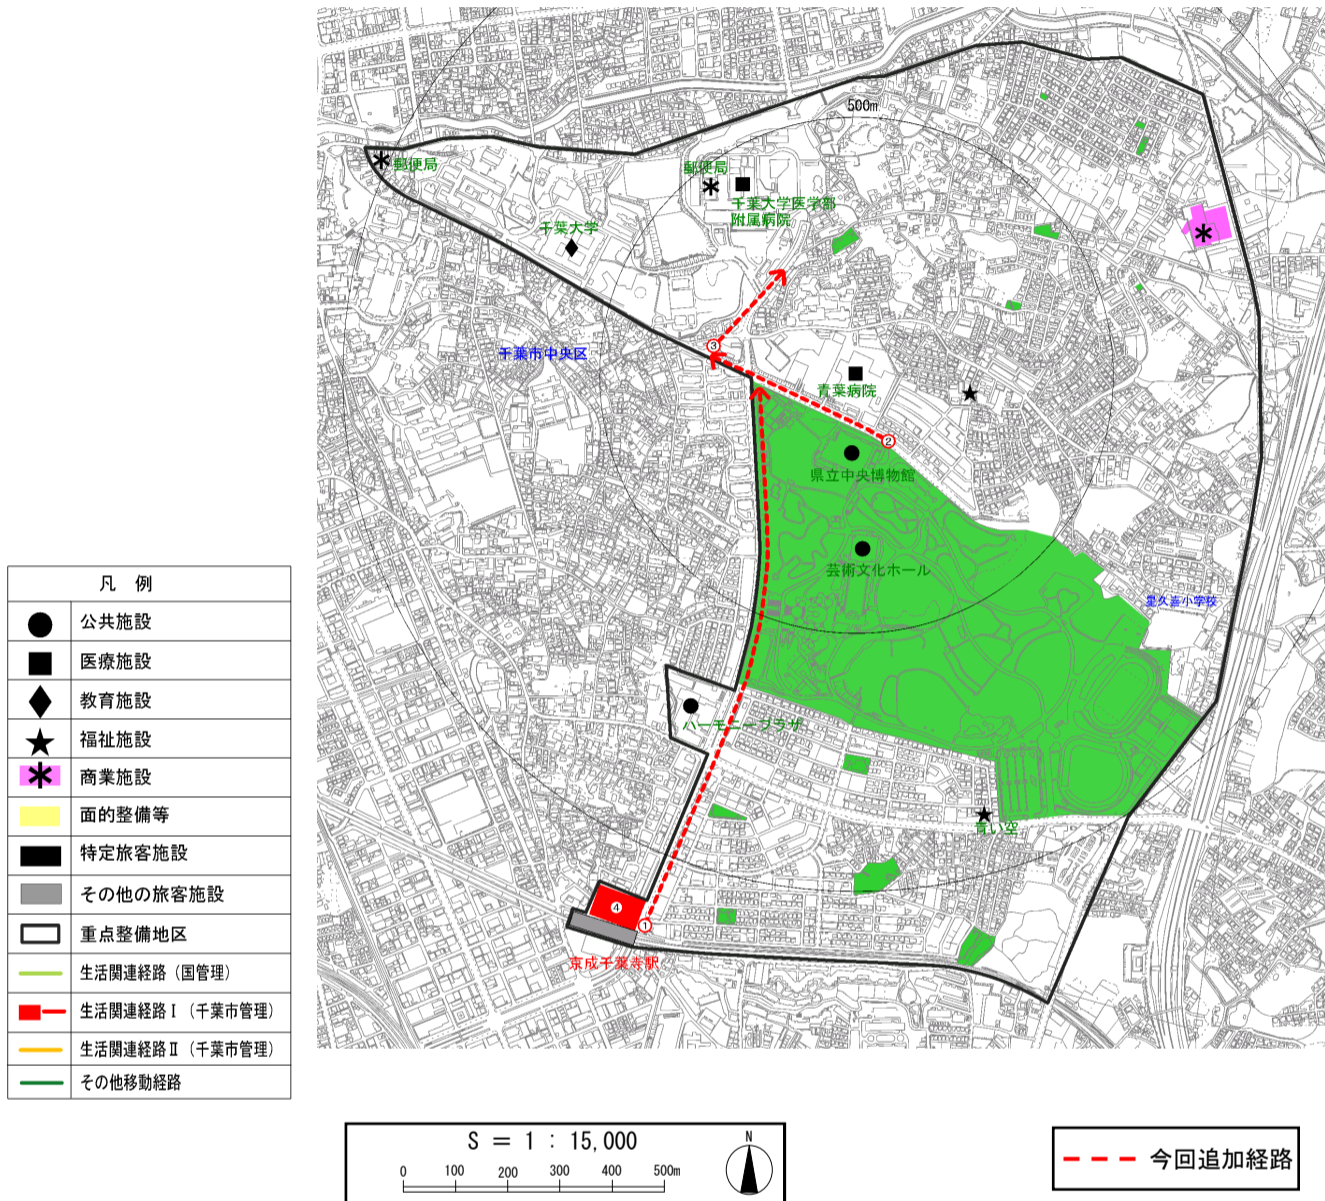 500m
郵便局
郵便局
千葉大学医学部
附属病院
千葉大学
③
千葉市中央区
青葉病院
②
県立中央博物館
芸術文化ホール
星久喜小学校
ハーモニープラザ
青い空
④
①
京成千葉寺駅
凡 例
公共施設
医療施設
教育施設
福祉施設
商業施設
面的整備等
特定旅客施設
その他の旅客施設
重点整備地区
生活関連経路（国管理）
生活関連経路Ⅰ（千葉市管理）
生活関連経路Ⅱ（千葉市管理）
その他移動経路
S ＝ 1 ： 15,000
N
0 100 200 300 400 500m
今回追加経路